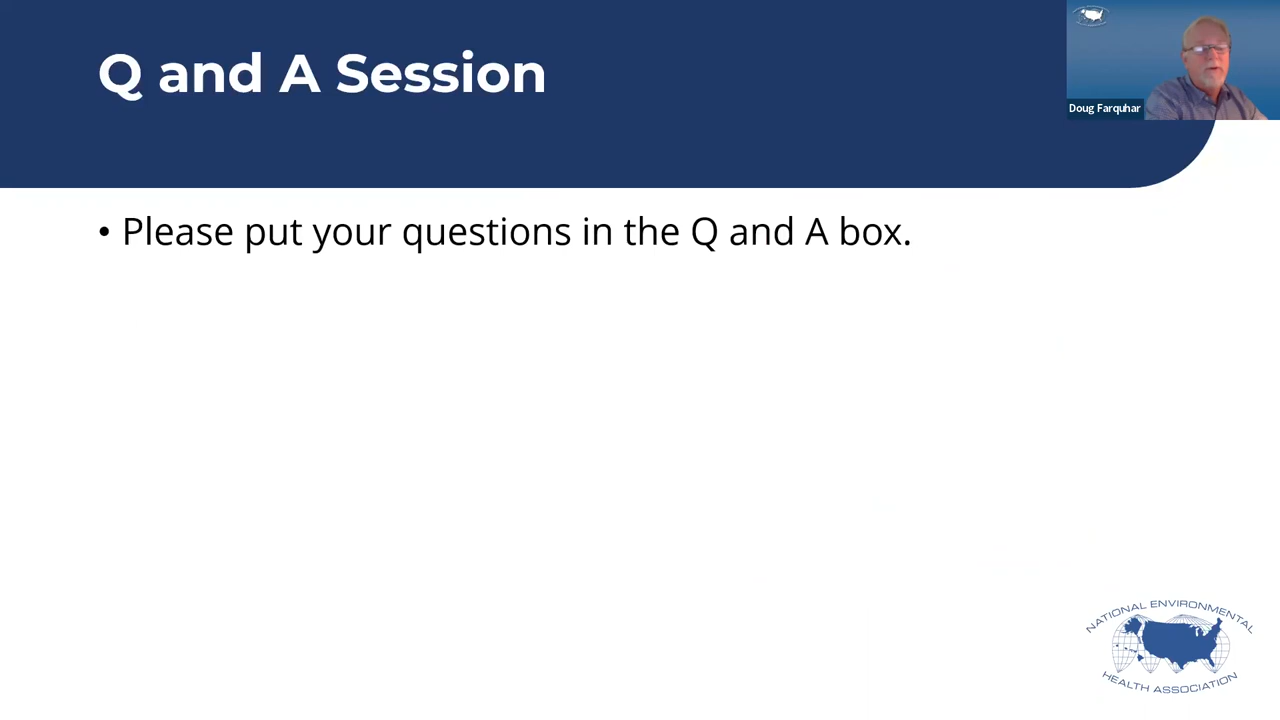 Q and A Session
Doug Farquhar
• Please put your questions in the Q and A box.
NATIONAL ENVIRONMENTAL
HEALTH ASSOCIATION